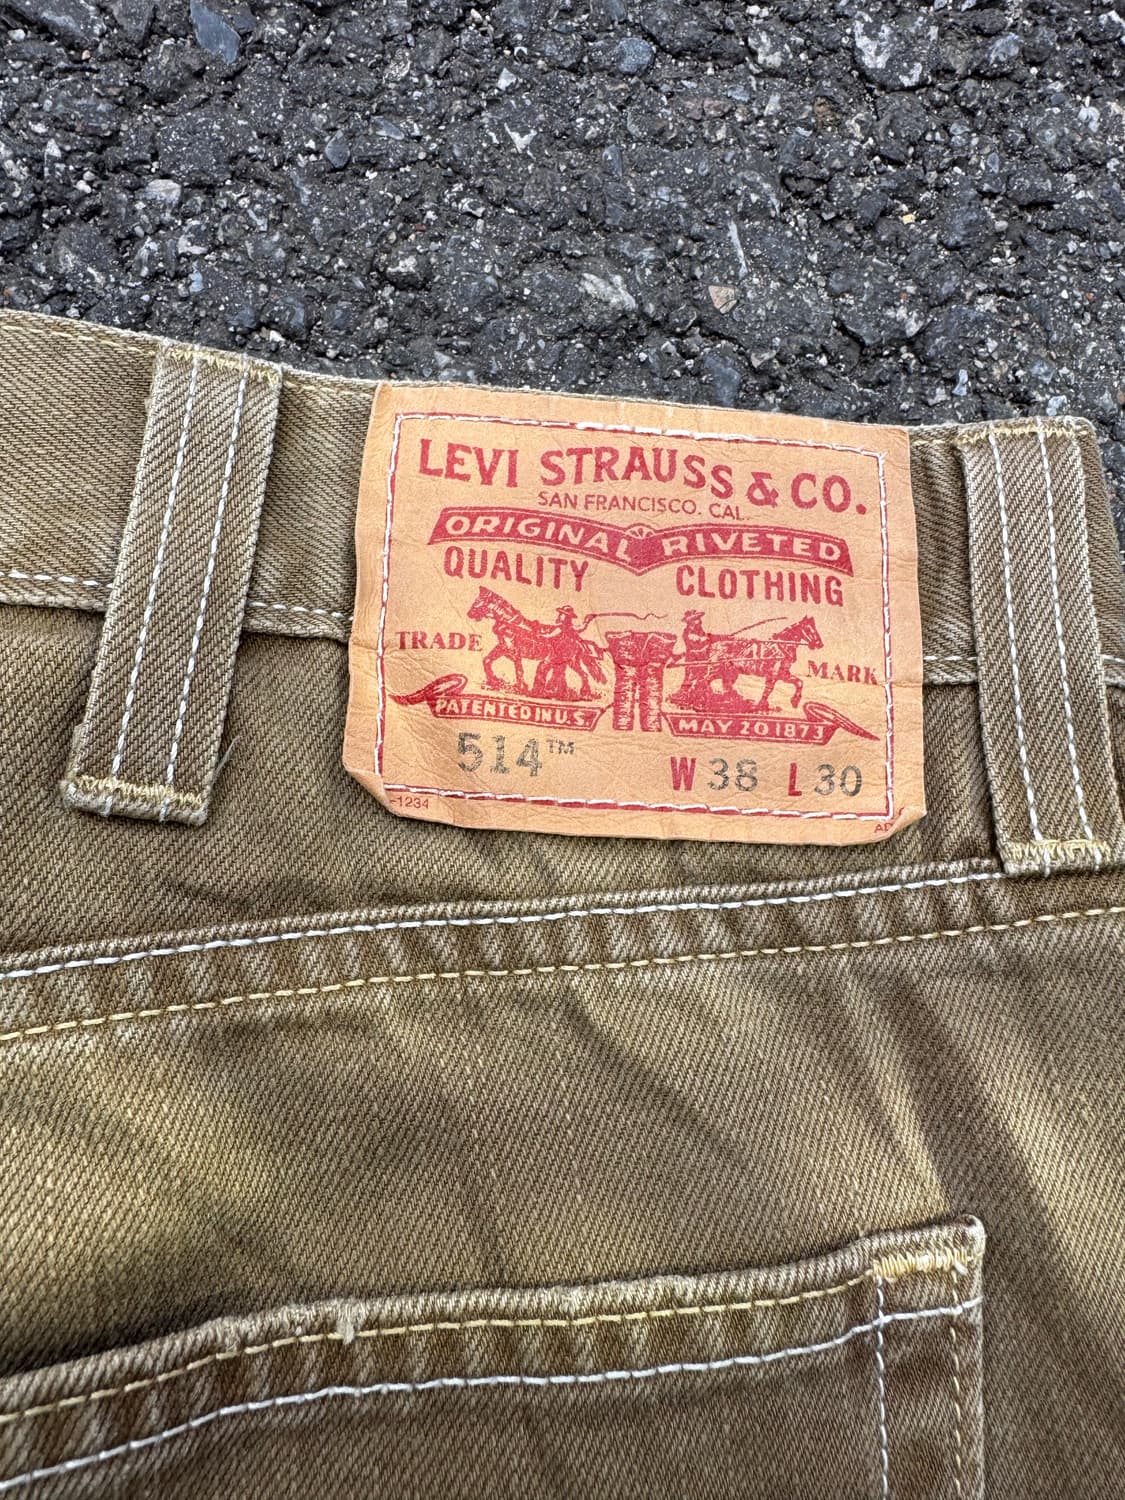 LEVI STRAUSS & CO.
SAN FRANCISCO. CAL.
ORIGINAL RIVETED
QUALITY CLOTHING
TRADE MARK
PATENTED IN U.S. MAY 20 1873
514™ W 38 L 30
-1234